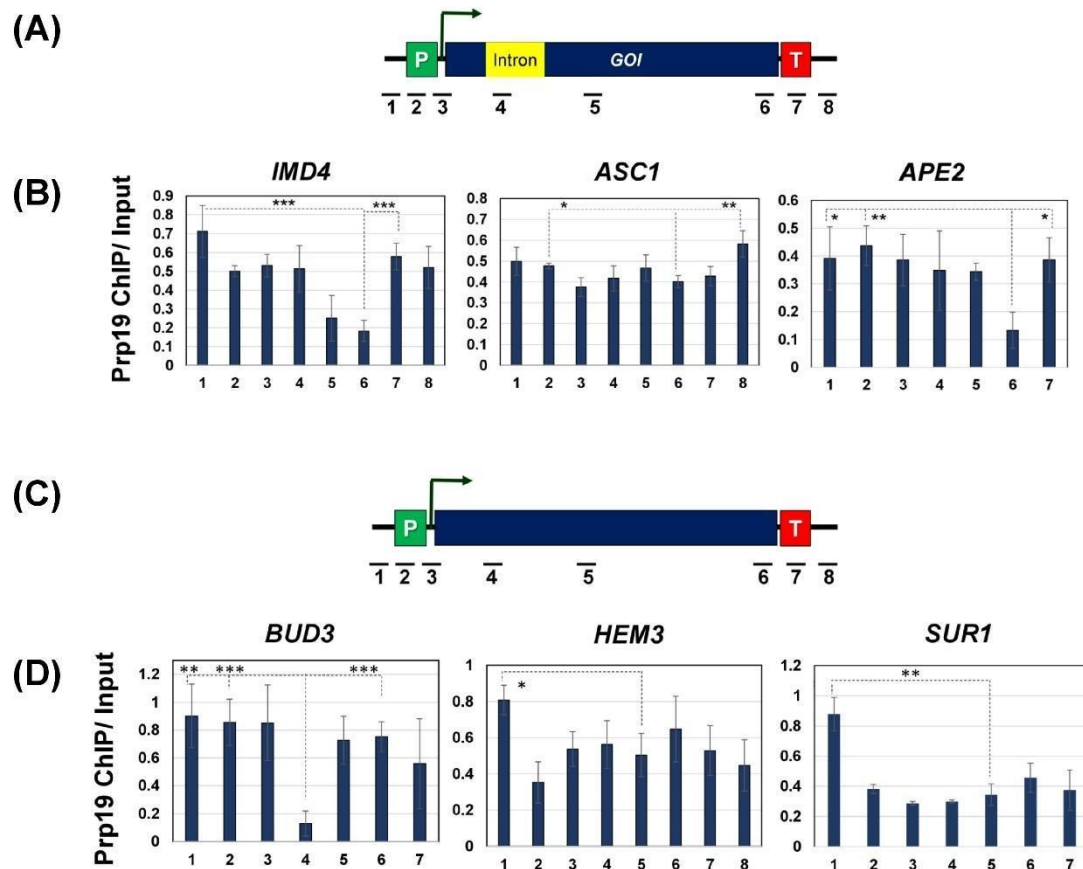 (A)
P
Intron
GOI
T
1 2 3 4 5 6 7 8
(B)
IMD4
ASC1
APE2
Prp19 ChIP/ Input
0.9
0.8
0.7
0.6
0.5
0.4
0.3
0.2
0.1
0
***
***
1 2 3 4 5 6 7 8
0.8
0.7
0.6
0.5
0.4
0.3
0.2
0.1
0
*
**
1 2 3 4 5 6 7 8
0.6
0.5
0.4
0.3
0.2
0.1
0
*
**
*
1 2 3 4 5 6 7
(C)
P
T
1 2 3 4 5 6 7 8
(D)
BUD3
HEM3
SUR1
Prp19 ChIP/ Input
1.2
1
0.8
0.6
0.4
0.2
0
**
***
***
1 2 3 4 5 6 7
1
0.8
0.6
0.4
0.2
0
*
1 2 3 4 5 6 7 8
1.2
1
0.8
0.6
0.4
0.2
0
**
1 2 3 4 5 6 7